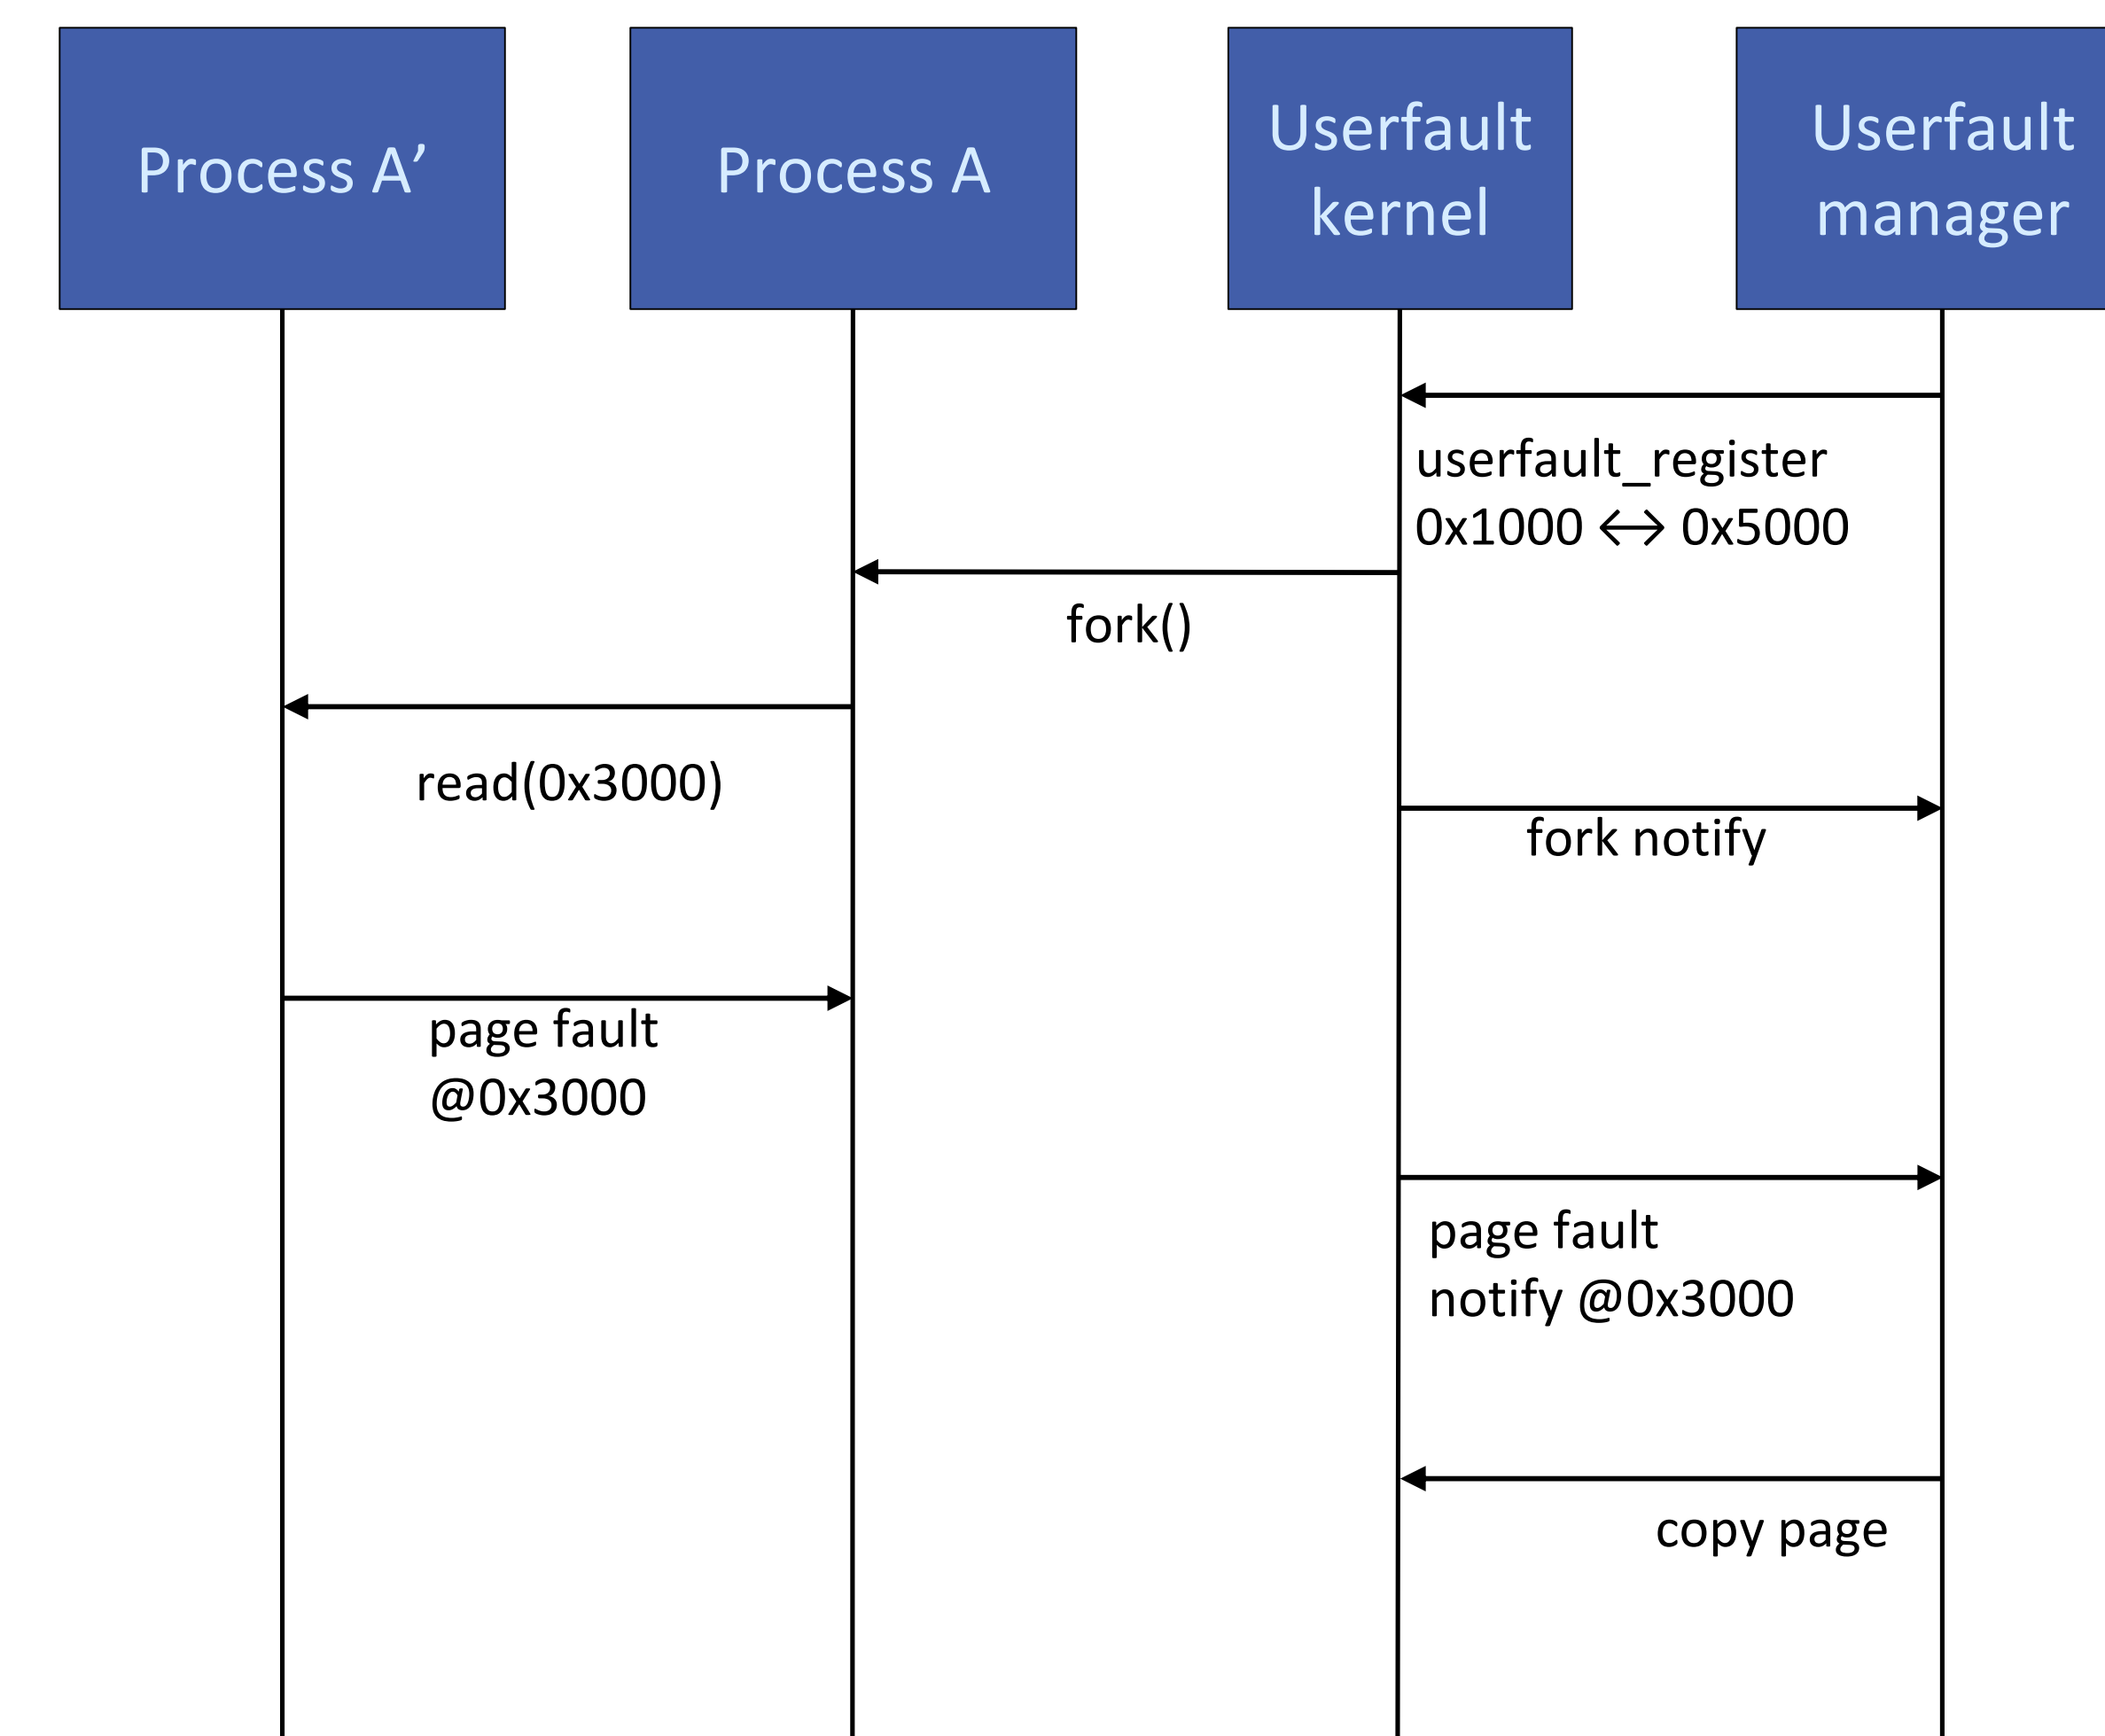 Process A'
Process A
Userfault
kernel
Userfault
manager
userfault_register
0x1000 ↔ 0x5000
fork()
read(0x3000)
fork notify
page fault
@0x3000
page fault
notify @0x3000
copy page